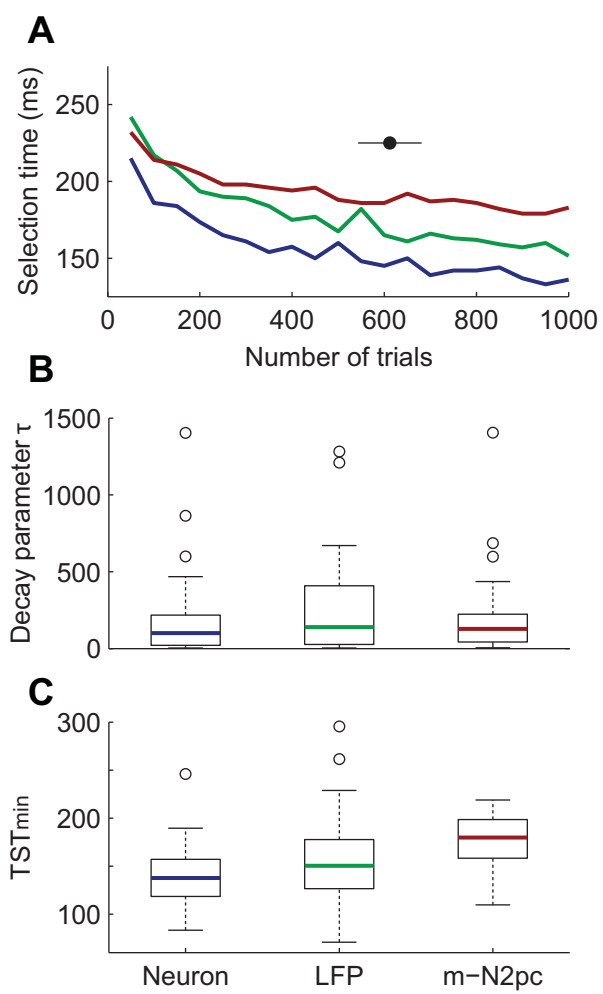 A
Selection time (ms)
250
200
150
0 200 400 600 800 1000
Number of trials
B
Decay parameter τ
1500
1000
500
0
C
TSTmin
300
200
100
Neuron LFP m-N2pc